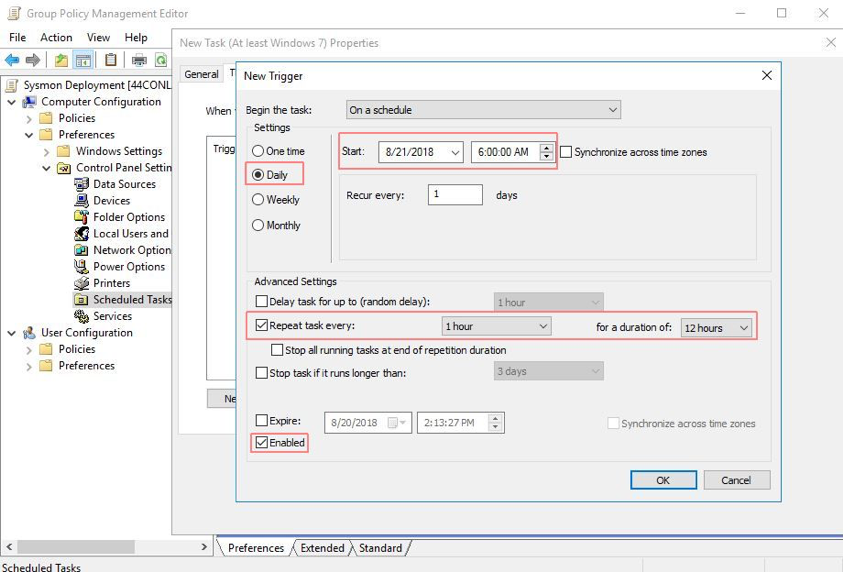 Group Policy Management Editor
File Action View Help
New Task (At least Windows 7) Properties
Sysmon Deployment [44CONL
Computer Configuration
Policies
Preferences
Windows Settings
Control Panel Settin
Data Sources
Devices
Folder Options
Local Users and
Network Option
Power Options
Printers
Scheduled Tasks
Services
User Configuration
Policies
Preferences
General T
When
Trigg
Ne
New Trigger
Begin the task: On a schedule
Settings
One time
Daily
Weekly
Monthly
Start: 8/21/2018 6:00:00 AM Synchronize across time zones
Recur every: 1 days
Advanced Settings
Delay task for up to (random delay): 1 hour
Repeat task every: 1 hour for a duration of: 12 hours
Stop all running tasks at end of repetition duration
Stop task if it runs longer than: 3 days
Expire: 8/20/2018 2:13:27 PM Synchronize across time zones
Enabled
OK Cancel
Preferences Extended Standard
Scheduled Tasks